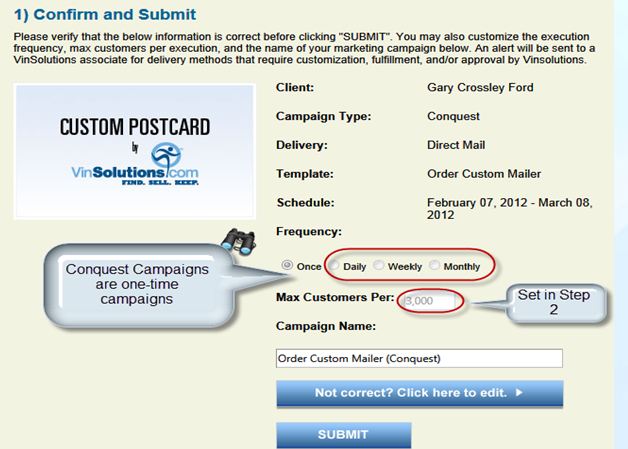 1) Confirm and Submit
Please verify that the below information is correct before clicking "SUBMIT". You may also customize the execution
frequency, max customers per execution, and the name of your marketing campaign below. An alert will be sent to a
VinSolutions associate for delivery methods that require customization, fulfillment, and/or approval by Vinsolutions.
CUSTOM POSTCARD
by
VinSolutions.com
FIND. SELL. KEEP.
Client: Gary Crossley Ford
Campaign Type: Conquest
Delivery: Direct Mail
Template: Order Custom Mailer
Schedule: February 07, 2012 - March 08,
2012
Frequency:
Once Daily Weekly Monthly
Conquest Campaigns
are one-time
campaigns
Max Customers Per: 3,000
Set in Step
2
Campaign Name:
Order Custom Mailer (Conquest)
Not correct? Click here to edit.
SUBMIT